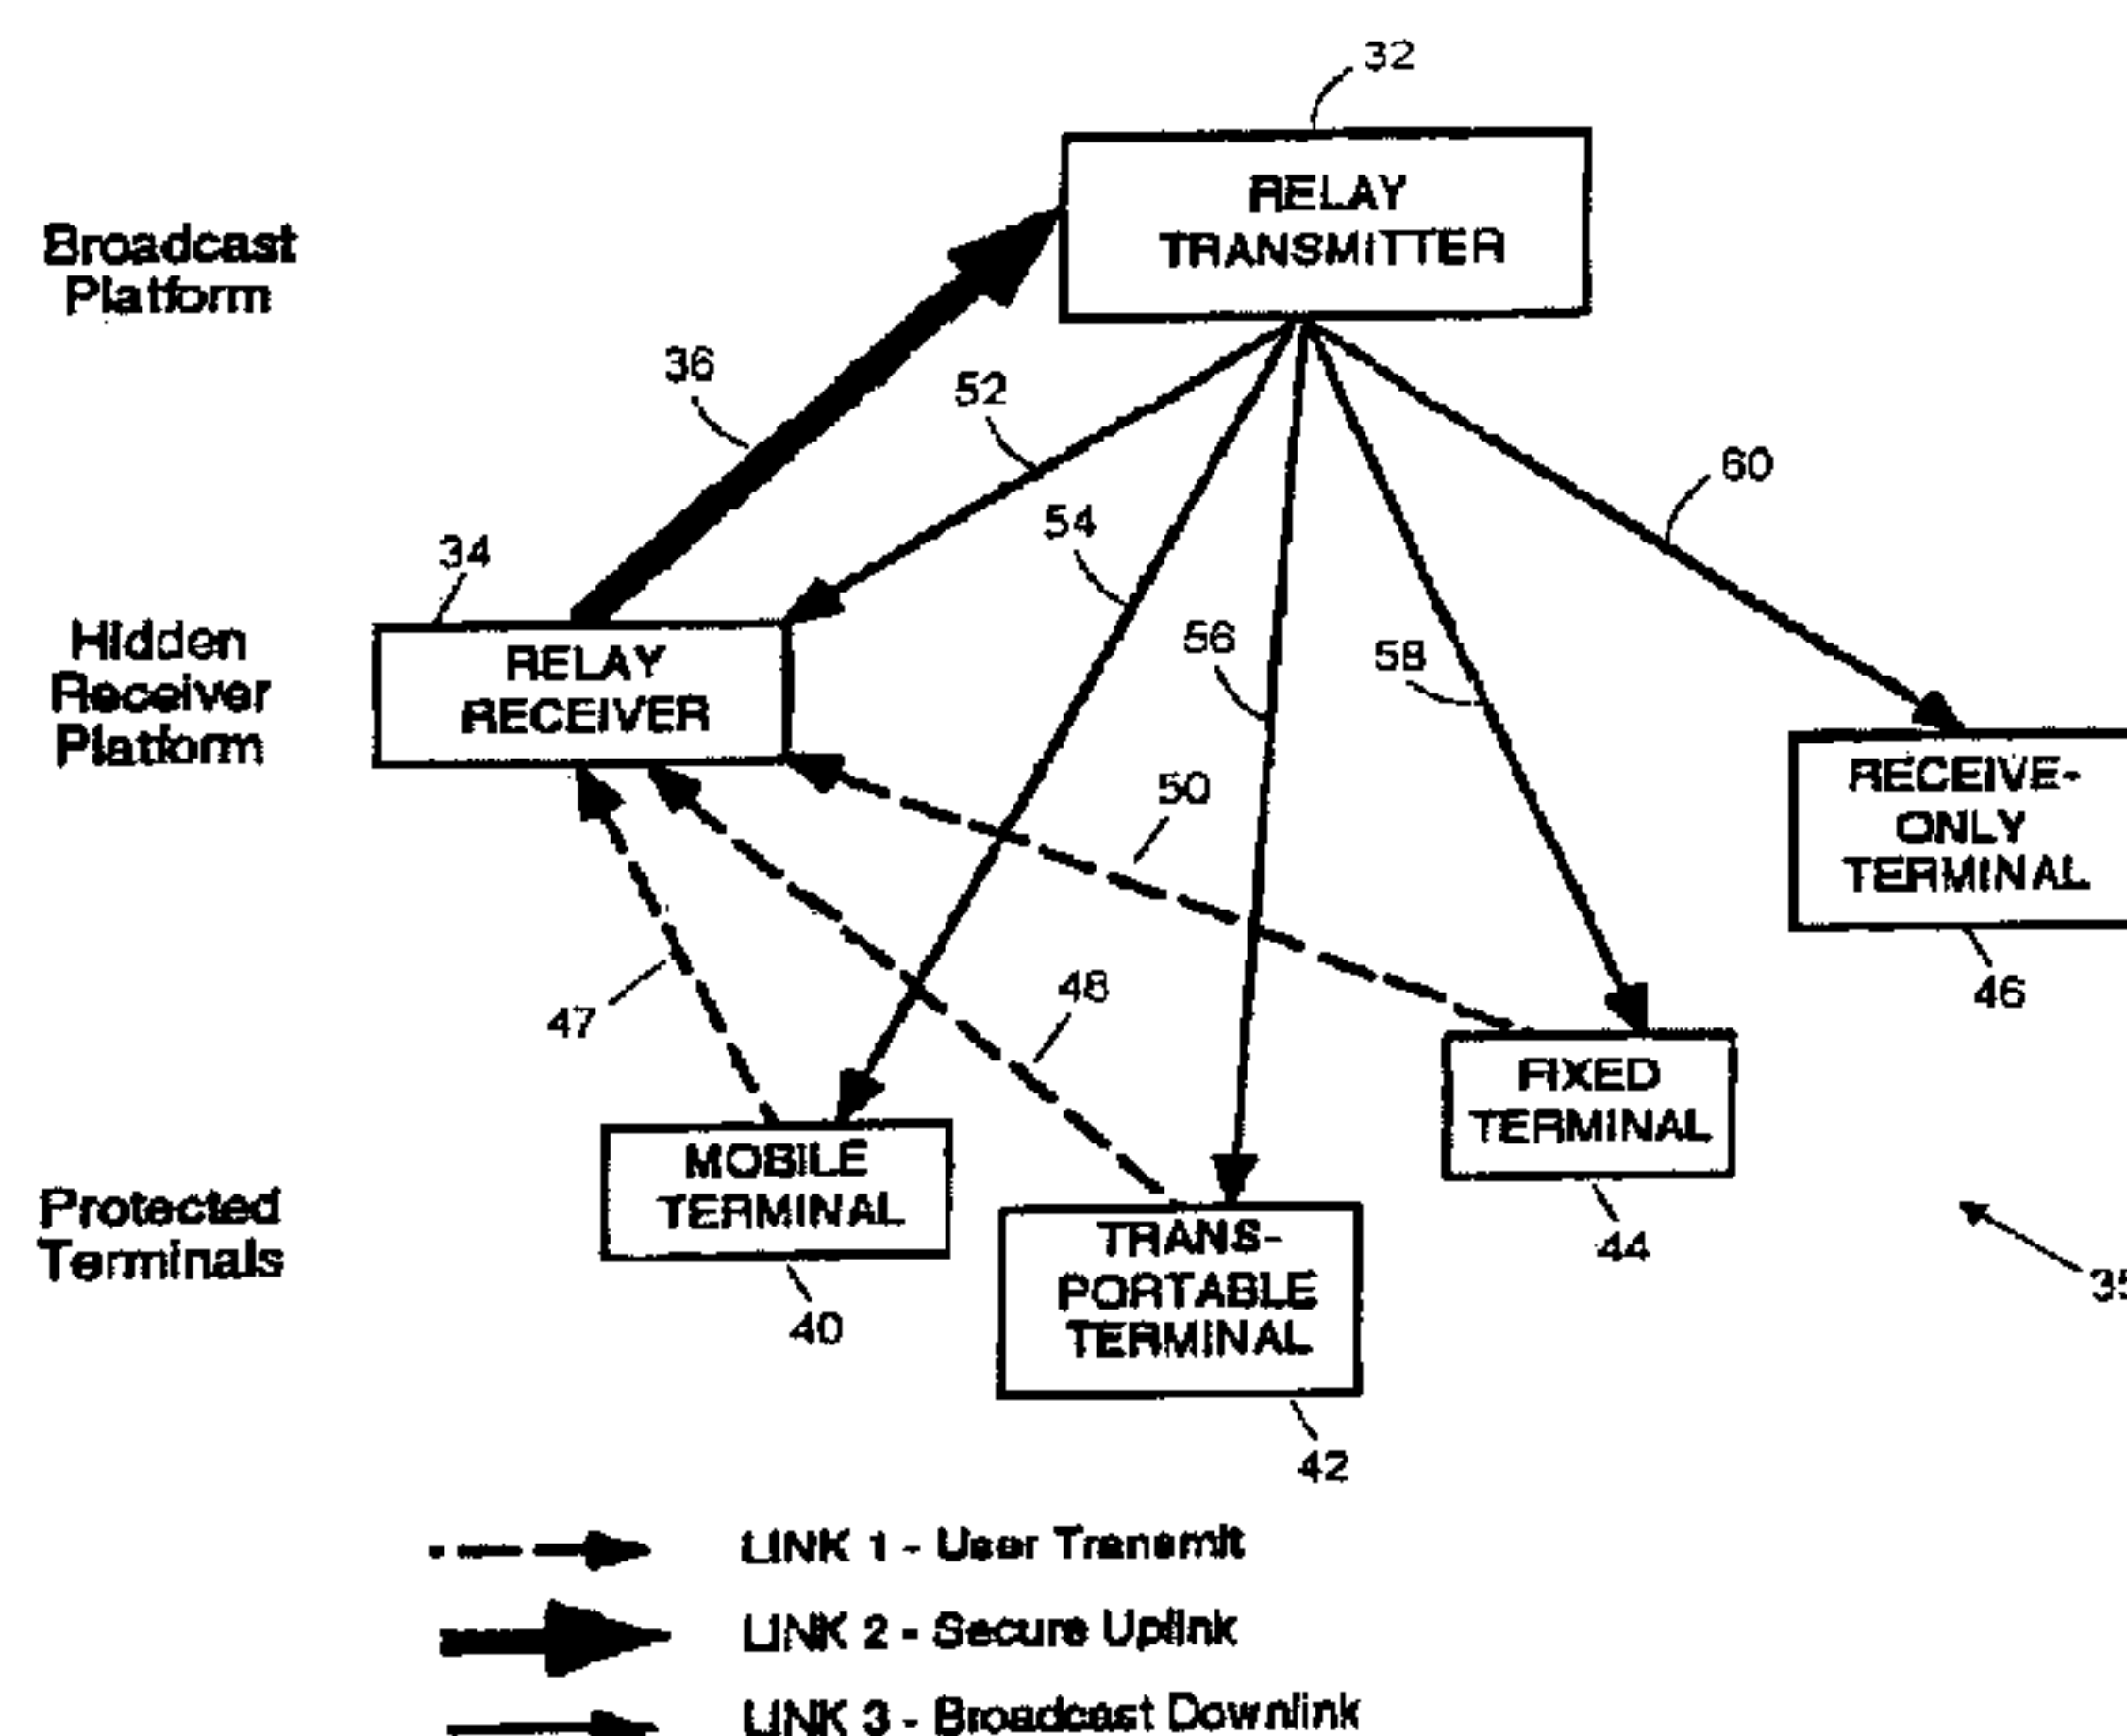 32
RELAY
TRANSMITTER
Broadcast
Platform
36
52
60
54
34
Hidden
Receiver
Platform
RELAY
RECEIVER
56
58
50
RECEIVE-
ONLY
TERMINAL
47
48
46
FIXED
TERMINAL
MOBILE
TERMINAL
Protected
Terminals
TRANS-
PORTABLE
TERMINAL
44
40
42
LINK 1 - User Transmit
LINK 2 - Secure Uplink
LINK 3 - Broadcast Downlink